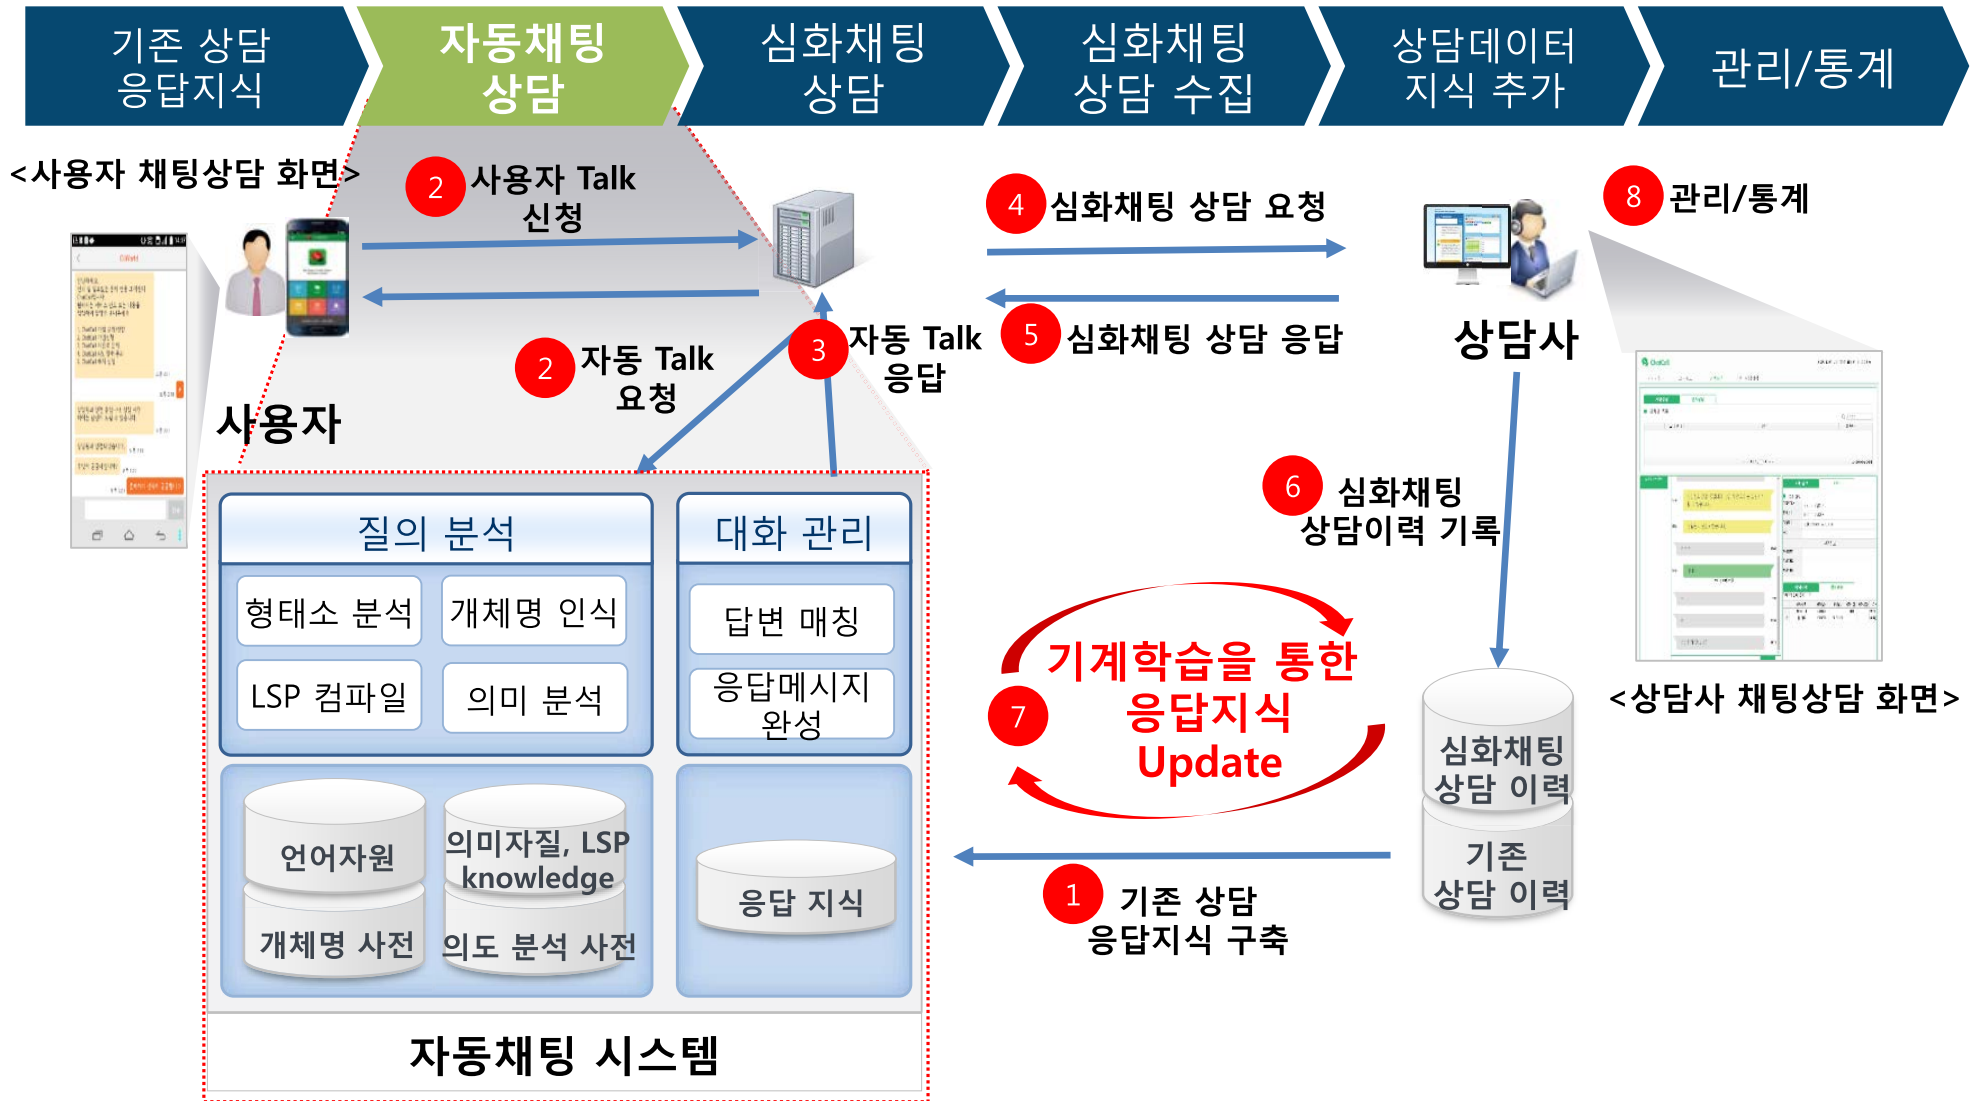 기존 상담
응답지식
자동채팅
상담
심화채팅
상담
심화채팅
상담 수집
상담데이터
지식 추가
관리/통계
<사용자 채팅상담 화면>
2
사용자 Talk
신청
4
심화채팅 상담 요청
8
관리/통계
2
자동 Talk
요청
3
자동 Talk
응답
5
심화채팅 상담 응답
상담사
사용자
6
심화채팅
상담이력 기록
질의 분석
대화 관리
형태소 분석
개체명 인식
답변 매칭
LSP 컴파일
의미 분석
응답메시지
완성
7
기계학습을 통한
응답지식
Update
<상담사 채팅상담 화면>
심화채팅
상담 이력
기존
상담 이력
언어자원
의미자질, LSP
knowledge
응답 지식
개체명 사전
의도 분석 사전
1
기존 상담
응답지식 구축
자동채팅 시스템